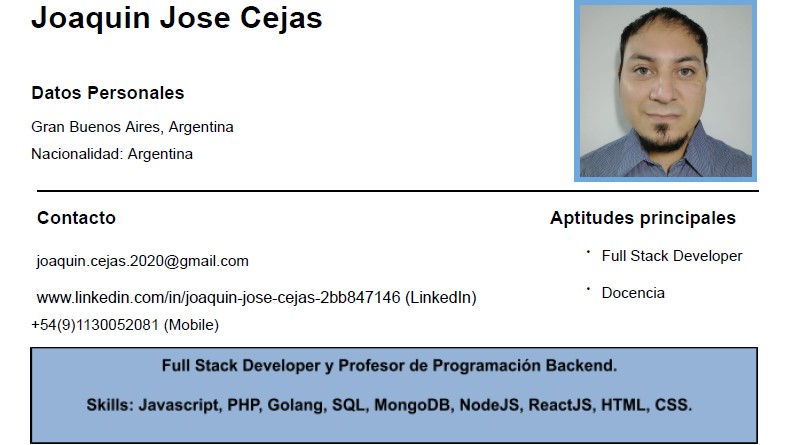 Joaquin Jose Cejas
Datos Personales
Gran Buenos Aires, Argentina
Nacionalidad: Argentina
Contacto
joaquin.cejas.2020@gmail.com
www.linkedin.com/in/joaquin-jose-cejas-2bb847146 (LinkedIn)
+54(9)1130052081 (Mobile)
Aptitudes principales
· Full Stack Developer
· Docencia
Full Stack Developer y Profesor de Programación Backend.
Skills: Javascript, PHP, Golang, SQL, MongoDB, NodeJS, ReactJS, HTML, CSS.